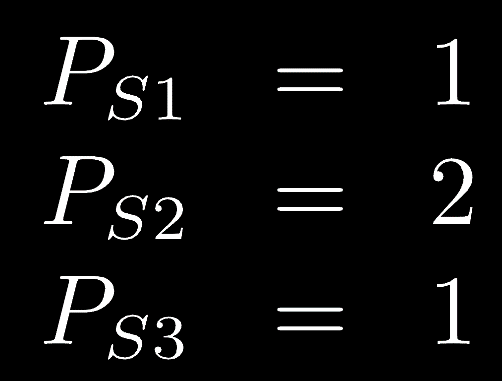 P_{S1} = 1
P_{S2} = 2
P_{S3} = 1